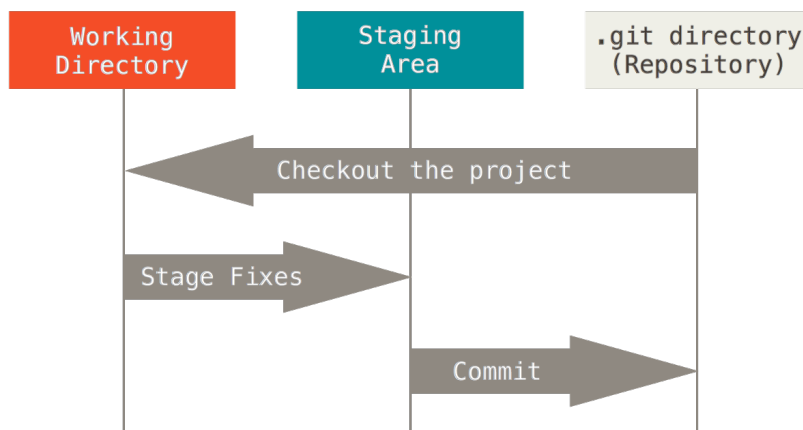 Working
Directory
Staging
Area
.git directory
(Repository)
Checkout the project
Stage Fixes
Commit